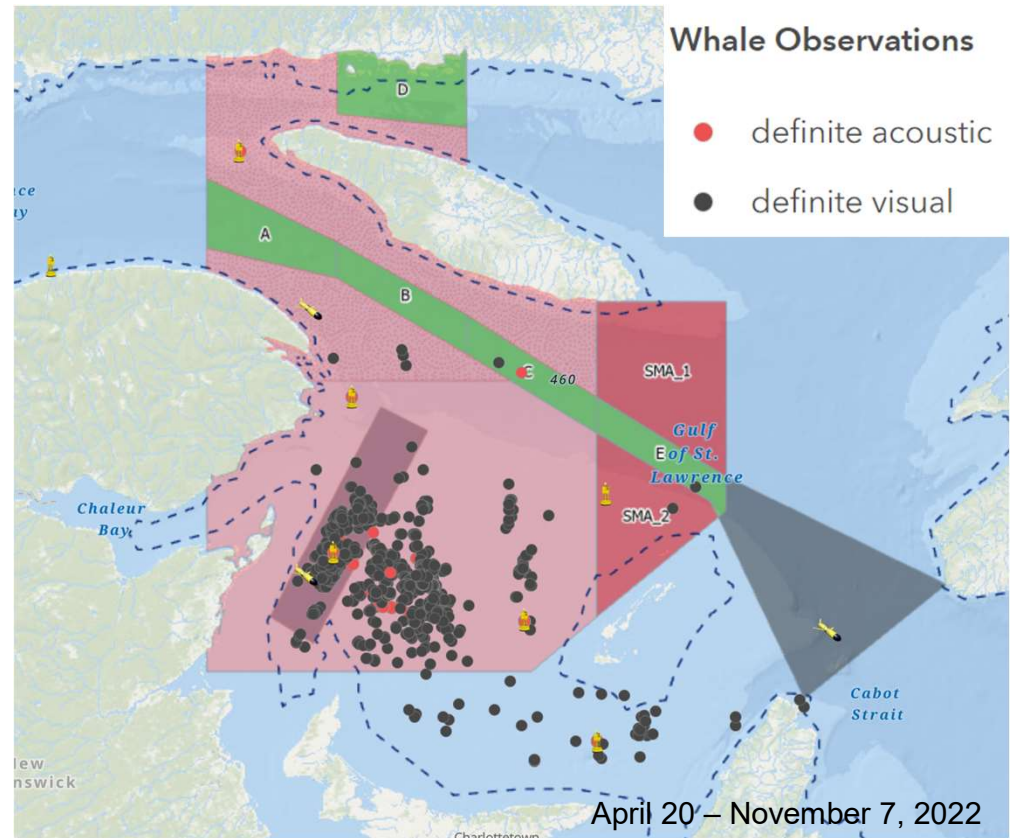 Whale Observations
definite acoustic
definite visual
D
A
B
460
SMA_1
Gulf
E of St.
Lawrence
SMA_2
Chaleur
Bay
Cabot
Strait
April 20 – November 7, 2022
Charlottetown